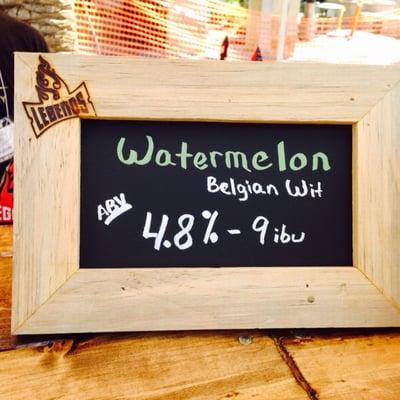 LEGENDS
Watermelon
Belgian Wit
ABV
4.8% - 9 ibu